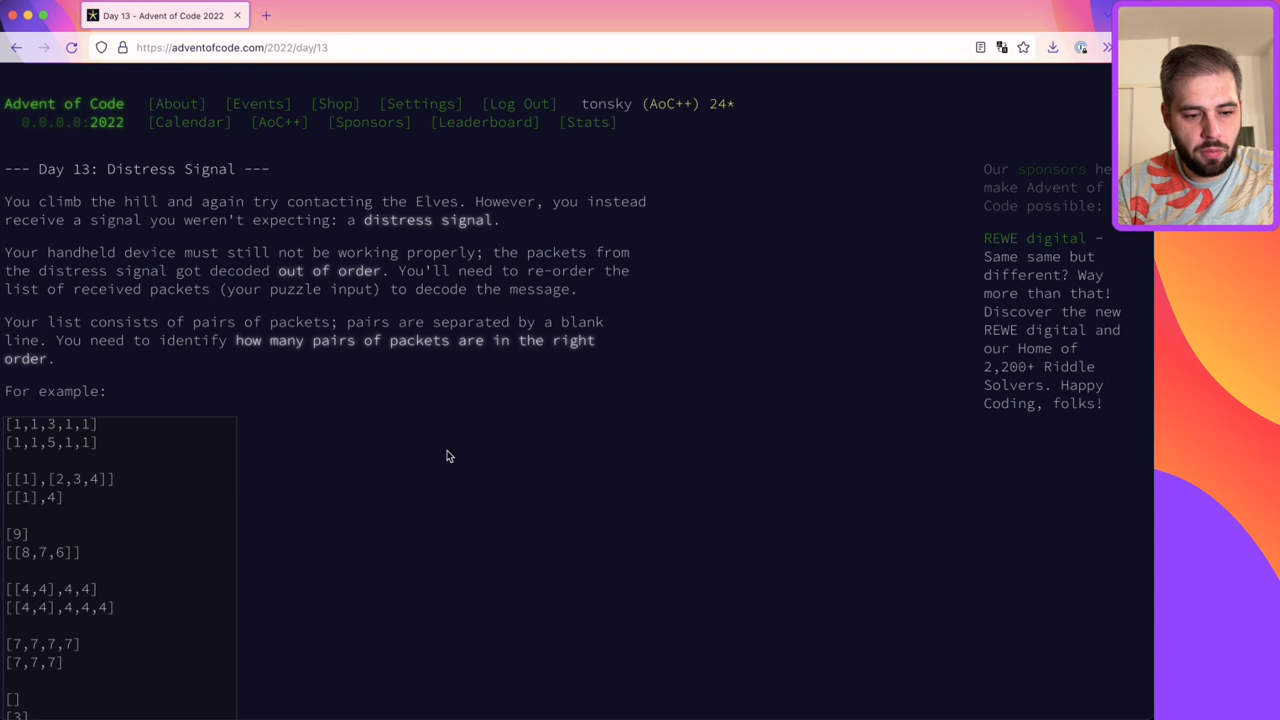 Day 13 - Advent of Code 2022
https://adventofcode.com/2022/day/13
Advent of Code [About] [Events] [Shop] [Settings] [Log Out] tonsky (AoC++) 24*
0.0.0.0:2022 [Calendar] [AoC++] [Sponsors] [Leaderboard] [Stats]
--- Day 13: Distress Signal ---
You climb the hill and again try contacting the Elves. However, you instead
receive a signal you weren't expecting: a distress signal.
Your handheld device must still not be working properly; the packets from
the distress signal got decoded out of order. You'll need to re-order the
list of received packets (your puzzle input) to decode the message.
Your list consists of pairs of packets; pairs are separated by a blank
line. You need to identify how many pairs of packets are in the right
order.
For example:
[1,1,3,1,1]
[1,1,5,1,1]
[[1],[2,3,4]]
[[1],4]
[9]
[[8,7,6]]
[[4,4],4,4]
[[4,4],4,4,4]
[7,7,7,7]
[7,7,7]
[]
[3]
Our sponsors he
make Advent of
Code possible:
REWE digital -
Same same but
different? Way
more than that!
Discover the new
REWE digital and
our Home of
2,200+ Riddle
Solvers. Happy
Coding, folks!